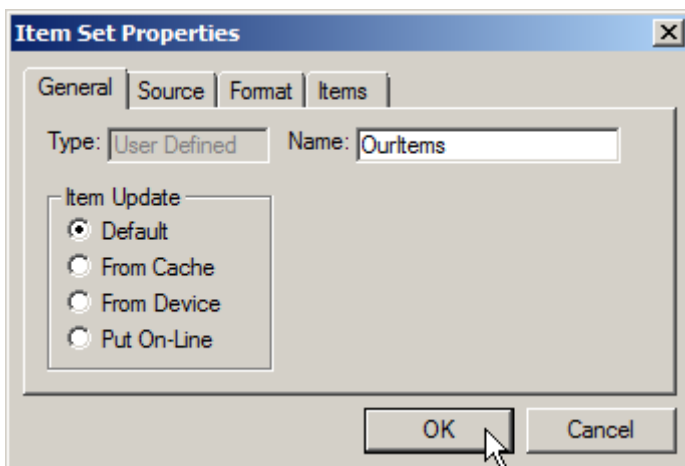 Item Set Properties
General Source Format Items
Type: User Defined Name: OurItems
Item Update
Default
From Cache
From Device
Put On-Line
OK Cancel